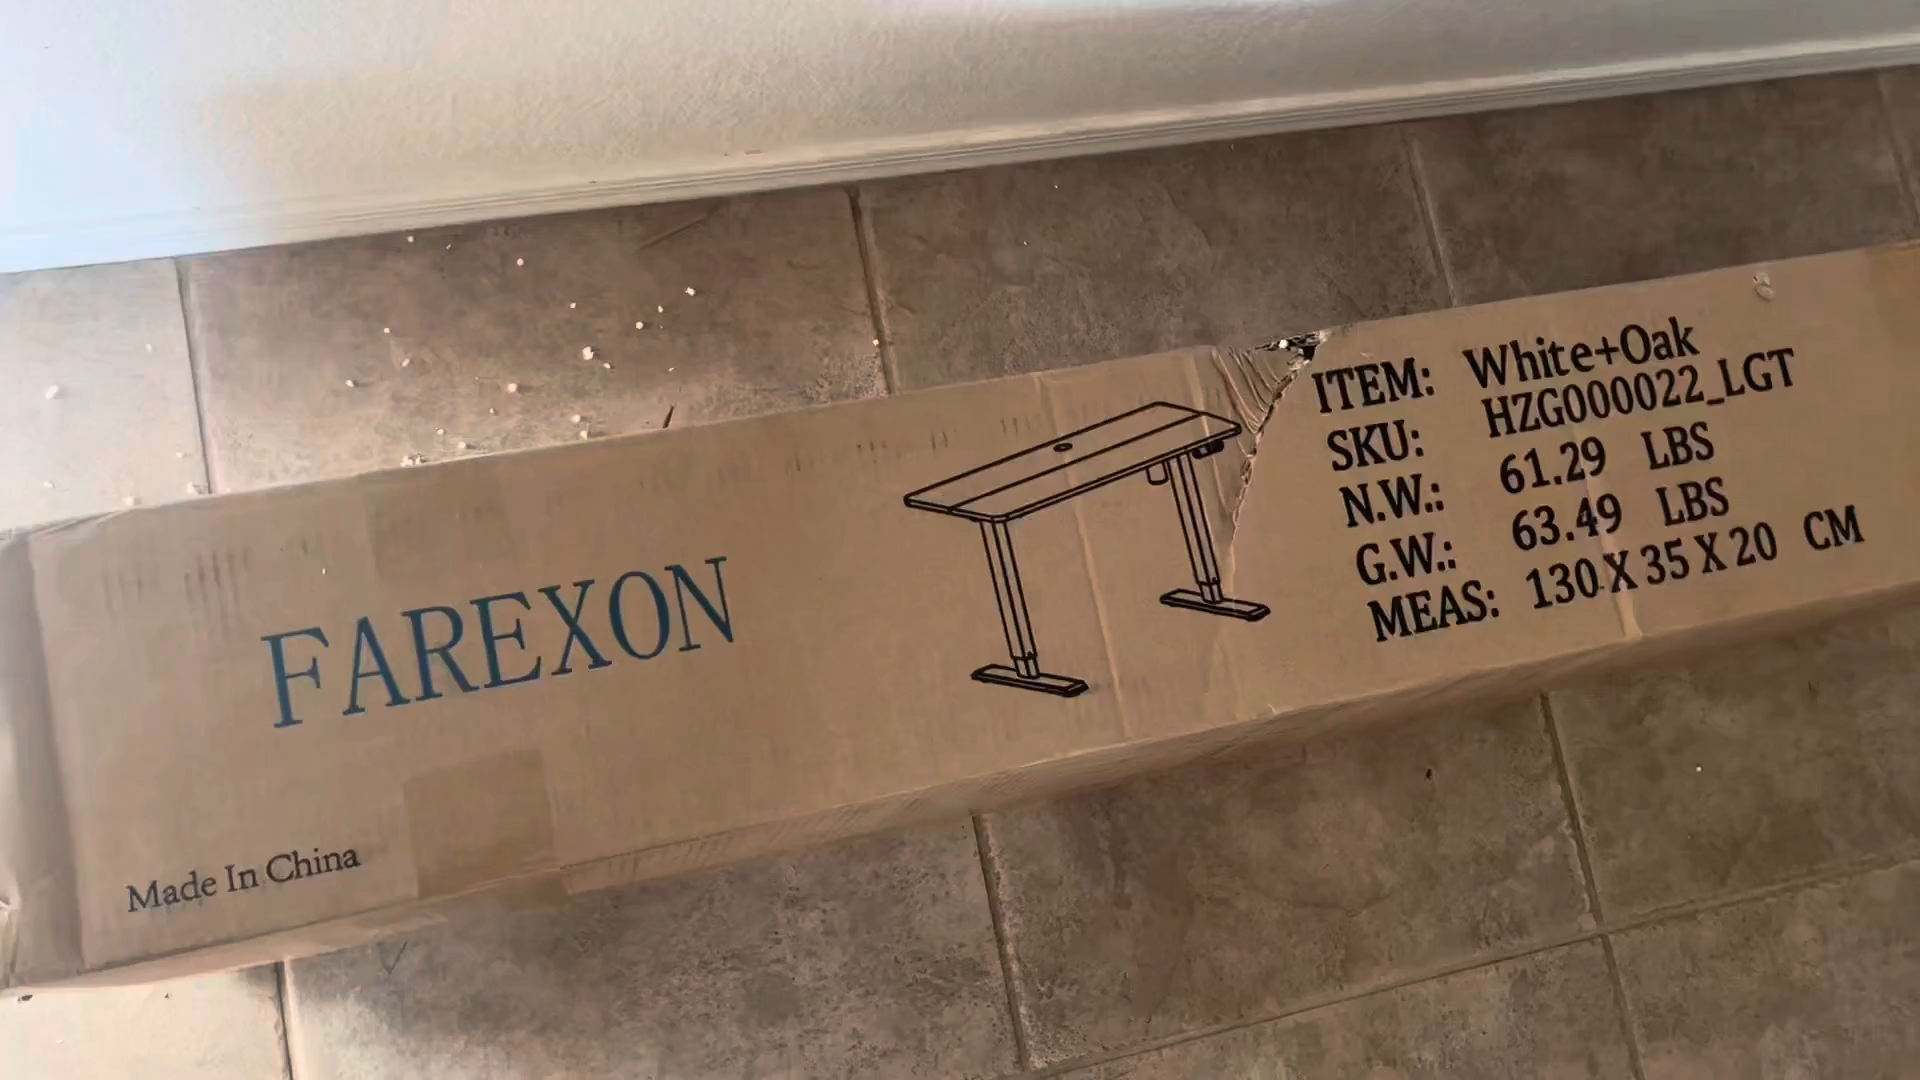 FAREXON
Made In China
ITEM: White+Oak
SKU: HZG000022_LGT
N.W.: 61.29 LBS
G.W.: 63.49 LBS
MEAS: 130 X 35 X 20 CM